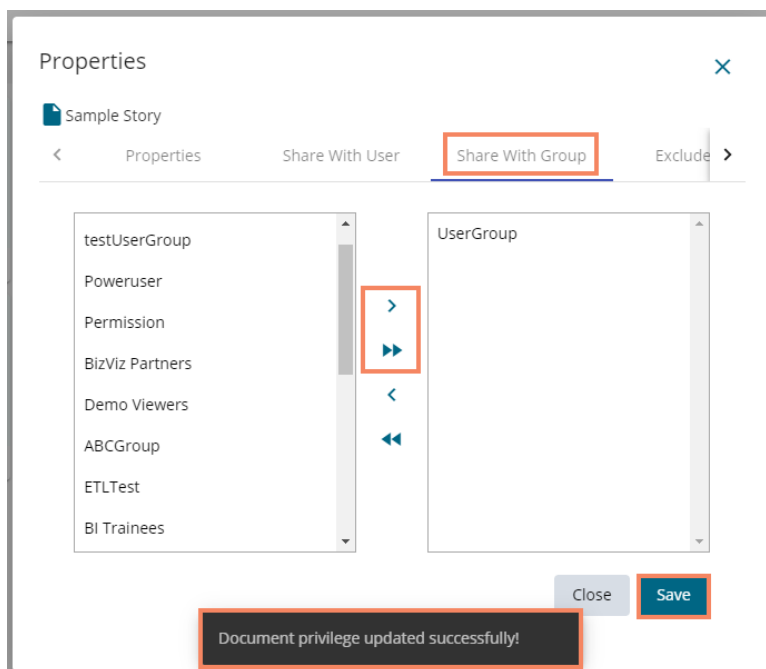 Properties
Sample Story
Properties Share With User Share With Group Exclude
testUserGroup
Poweruser
Permission
BizViz Partners
Demo Viewers
ABCGroup
ETLTest
BI Trainees
UserGroup
Close Save
Document privilege updated successfully!